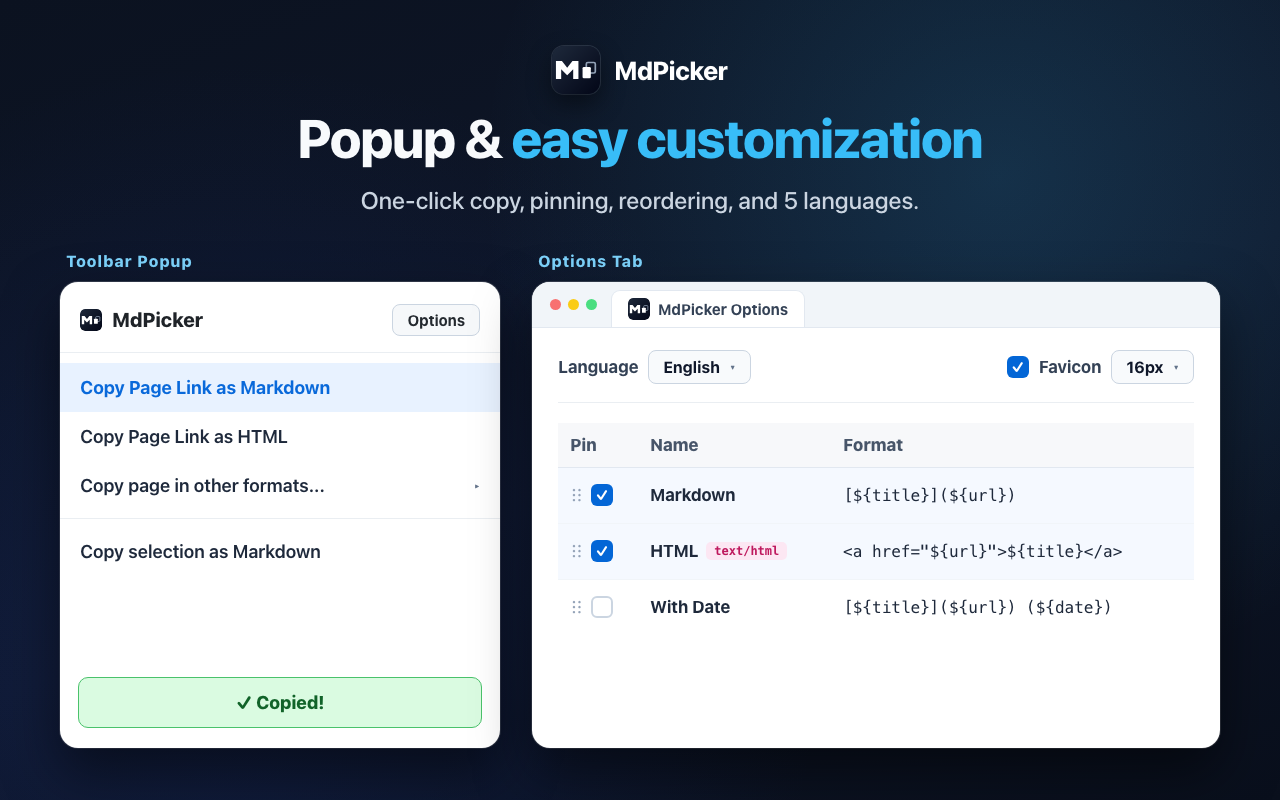 MdPicker
Popup & easy customization
One-click copy, pinning, reordering, and 5 languages.
Toolbar Popup
MdPicker
Options
Copy Page Link as Markdown
Copy Page Link as HTML
Copy page in other formats...
Copy selection as Markdown
✓ Copied!
Options Tab
MdPicker Options
Language English
Favicon 16px
Pin Name Format
Markdown [${title}](${url})
HTML text/html <a href="${url}">${title}</a>
With Date [${title}](${url}) (${date})